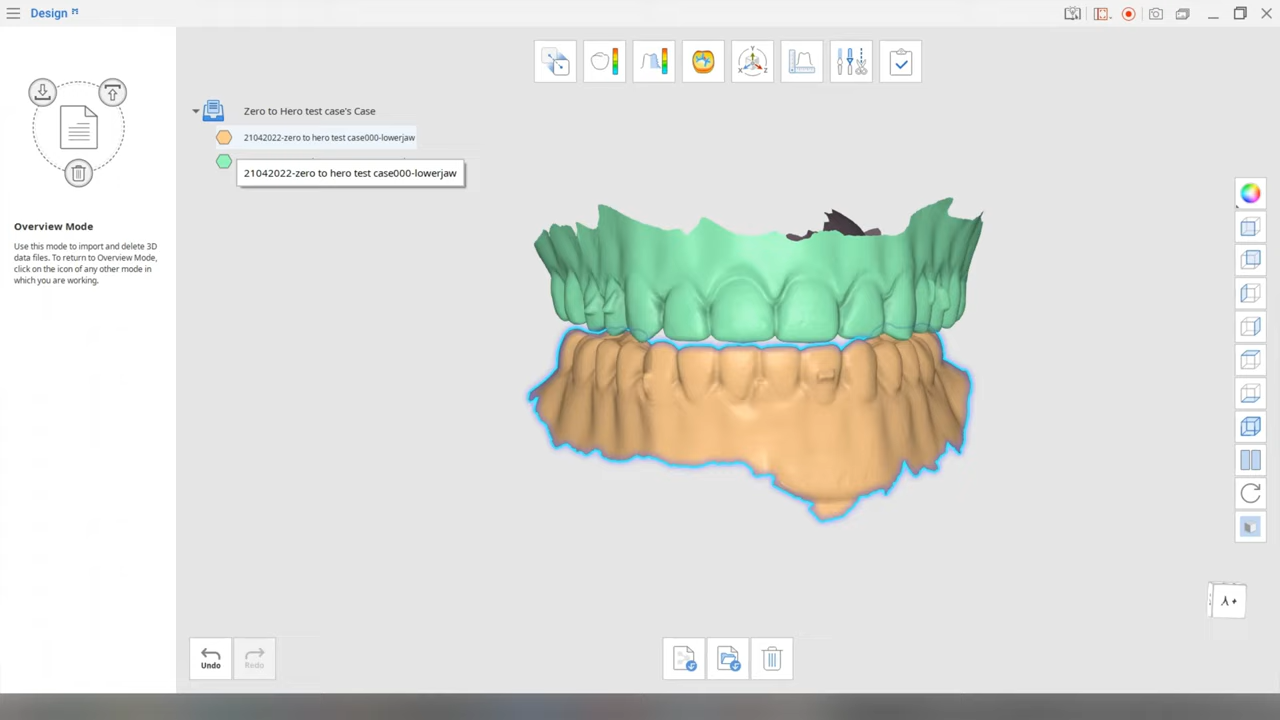 Design
Zero to Hero test case's Case
21042022-zero to hero test case000-lowerjaw
21042022-zero to hero test case000-lowerjaw
Overview Mode
Use this mode to import and delete 3D
data files. To return to Overview Mode,
click on the icon of any other mode in
which you are working.
X
Z
Undo
Redo